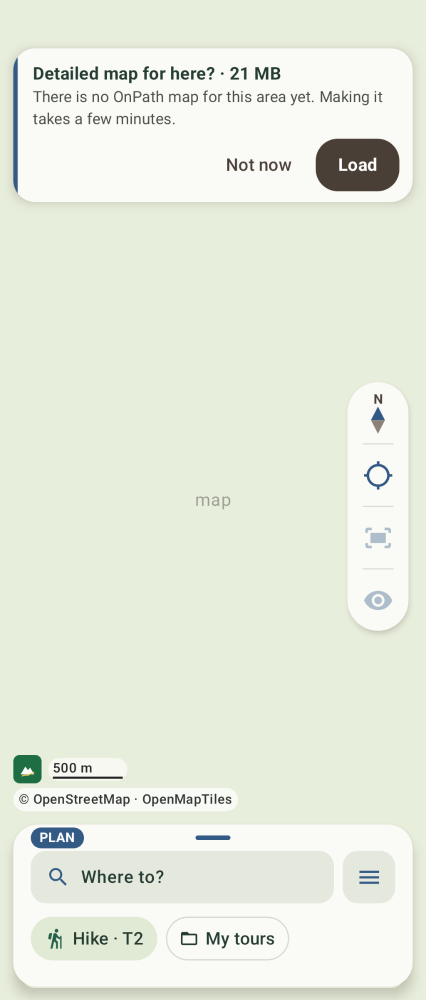 Detailed map for here? · 21 MB
There is no OnPath map for this area yet. Making it
takes a few minutes.
Not now
Load
N
map
500 m
© OpenStreetMap · OpenMapTiles
PLAN
Where to?
Hike · T2
My tours